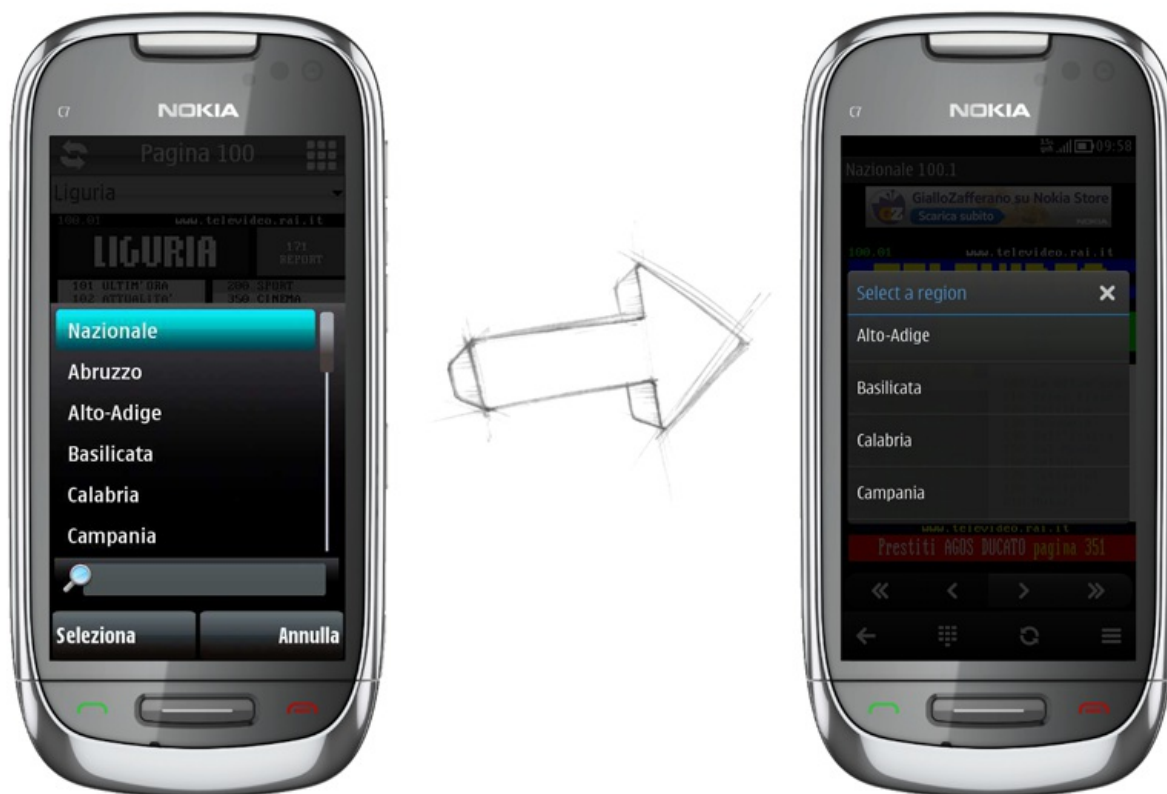 C7
NOKIA
Pagina 100
Liguria
100.01 www.televideo.rai.it
LIGURIA
171
REPORT
101 ULTIM'ORA 200 SPORT
102 ATTUALITA' 350 CINEMA
Nazionale
Abruzzo
Alto-Adige
Basilicata
Calabria
Campania
Seleziona Annulla
C7
NOKIA
09:58
Nazionale 100.1
GialloZafferano su Nokia Store
Scarica subito
NOKIA
100.01 www.televideo.rai.it
Select a region
Alto-Adige
Basilicata
Calabria
Campania
www.televideo.rai.it
Prestiti AGOS DUCATO pagina 351